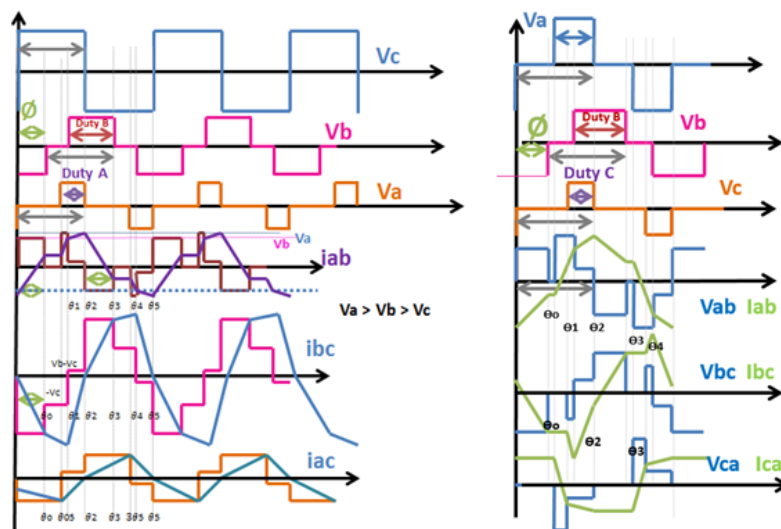 Vc
Ø
Duty B
Vb
Duty A
Va
Vb
Va
iab
θ1 θ2 θ3 θ4 θ5
Va > Vb > Vc
ibc
Vb-Vc
-Vc
θo θ1 θ2 θ3 θ4 θ5
iac
θo θ05 θ2 θ3 3θ5 θ5
Va
Ø
Duty B
Vb
Duty C
Vc
Θo
Θ1
Θ2
Θ3
Vab Iab
Θ4
Vbc Ibc
Θo
Θ2
Θ3
Vca Ica